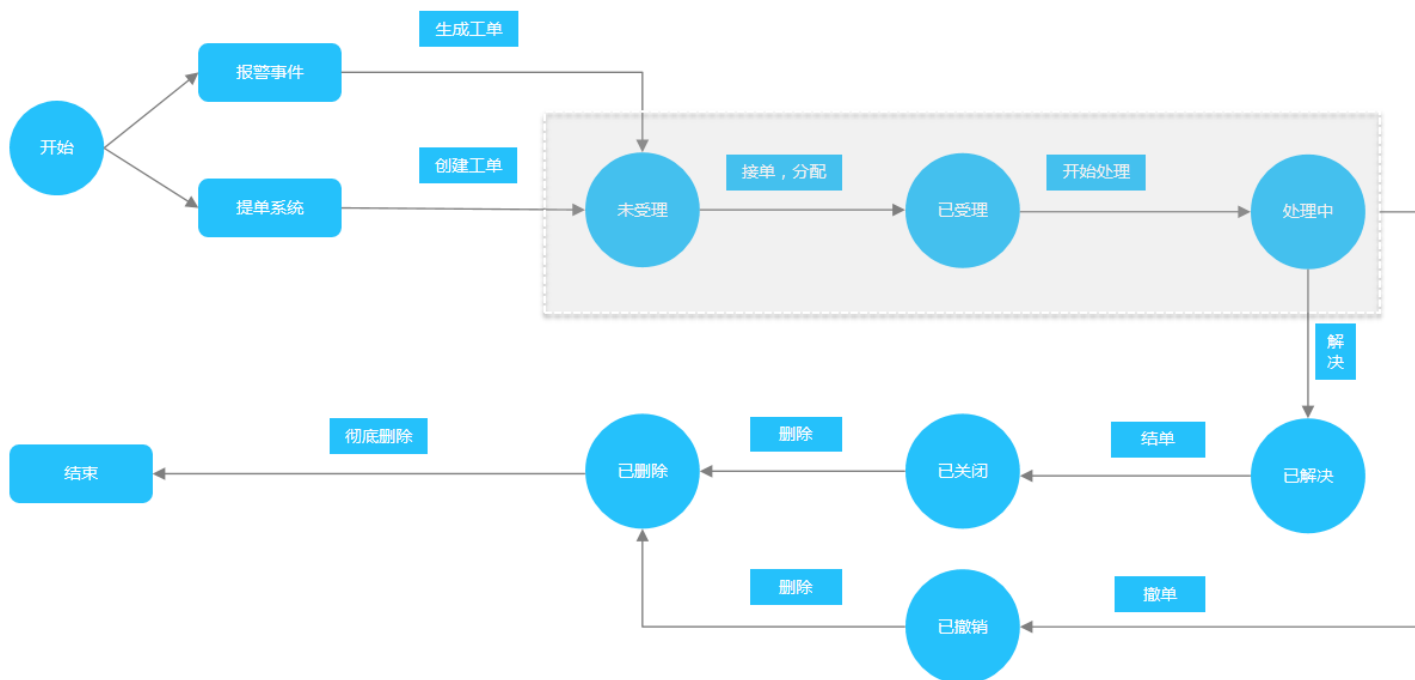 生成工单
报警事件
开始
创建工单
提单系统
未受理
接单，分配
已受理
开始处理
处理中
解
决
彻底删除
删除
结单
结束
已删除
已关闭
已解决
删除
撤单
已撤销